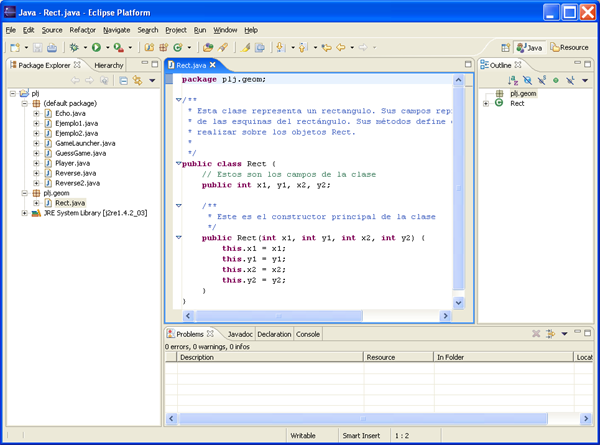 Java - Rect.java - Eclipse Platform
File Edit Source Refactor Navigate Search Project Run Window Help
Java Resource
Package Explorer Hierarchy
plj
(default package)
Echo.java
Ejemplo1.java
Ejemplo2.java
GameLauncher.java
GuessGame.java
Player.java
Reverse.java
Reverse2.java
plj.geom
Rect.java
JRE System Library [j2re1.4.2_03]
Rect.java
package plj.geom;
/**
* Esta clase representa un rectangulo. Sus campos rep
* de las esquinas del rectángulo. Sus métodos define
* realizar sobre los objetos Rect.
*
*/
public class Rect {
// Estos son los campos de la clase
public int x1, y1, x2, y2;
/**
* Este es el constructor principal de la clase
*/
public Rect(int x1, int y1, int x2, int y2) {
this.x1 = x1;
this.y1 = y1;
this.x2 = x2;
this.y2 = y2;
}
}
Outline
plj.geom
Rect
Problems Javadoc Declaration Console
0 errors, 0 warnings, 0 infos
Description Resource In Folder Locat
Writable Smart Insert 1 : 2